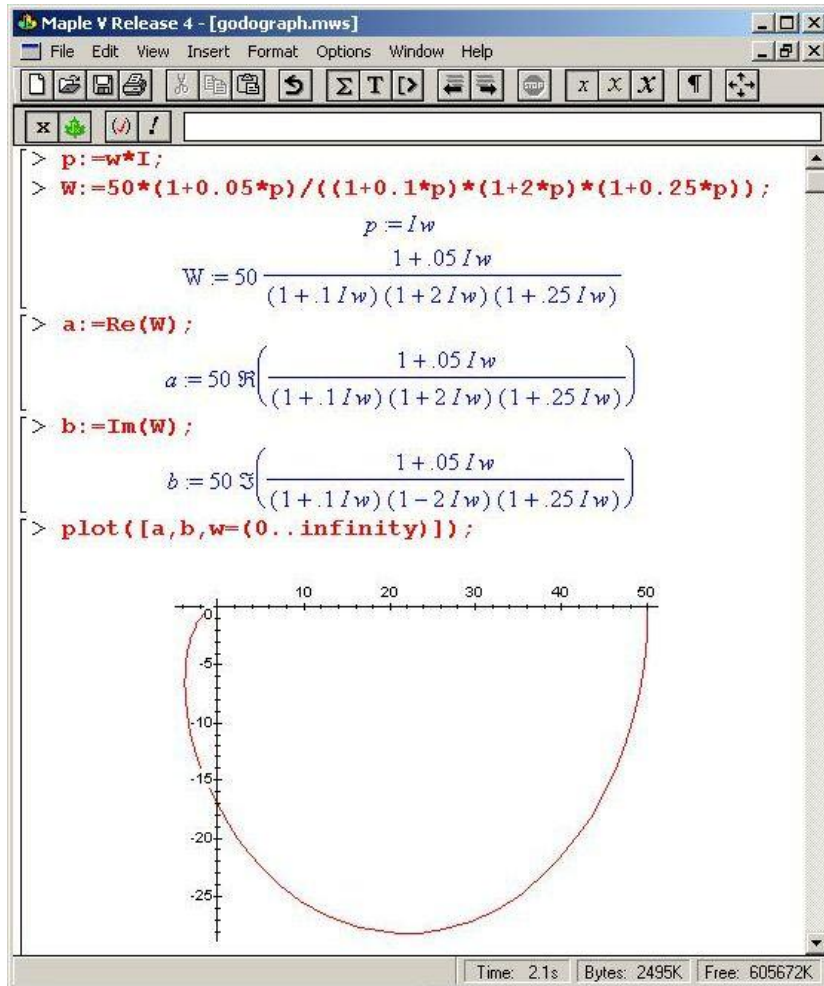 Maple V Release 4 - [godograph.mws]
File Edit View Insert Format Options Window Help
Σ T [> STOP x x x ¶
x (√) !
> p:=w*I;
> W:=50*(1+0.05*p)/((1+0.1*p)*(1+2*p)*(1+0.25*p));
p := I w
1 + .05 I w
W := 50
(1 + .1 I w) (1 + 2 I w) (1 + .25 I w)
> a:=Re(W);
1 + .05 I w
a := 50 ℜ
(1 + .1 I w) (1 + 2 I w) (1 + .25 I w)
> b:=Im(W);
1 + .05 I w
b := 50 ℑ
(1 + .1 I w) (1 − 2 I w) (1 + .25 I w)
> plot([a,b,w=(0..infinity)]);
10 20 30 40 50
0
-5
-10
-15
-20
-25
Time: 2.1s Bytes: 2495K Free: 605672K